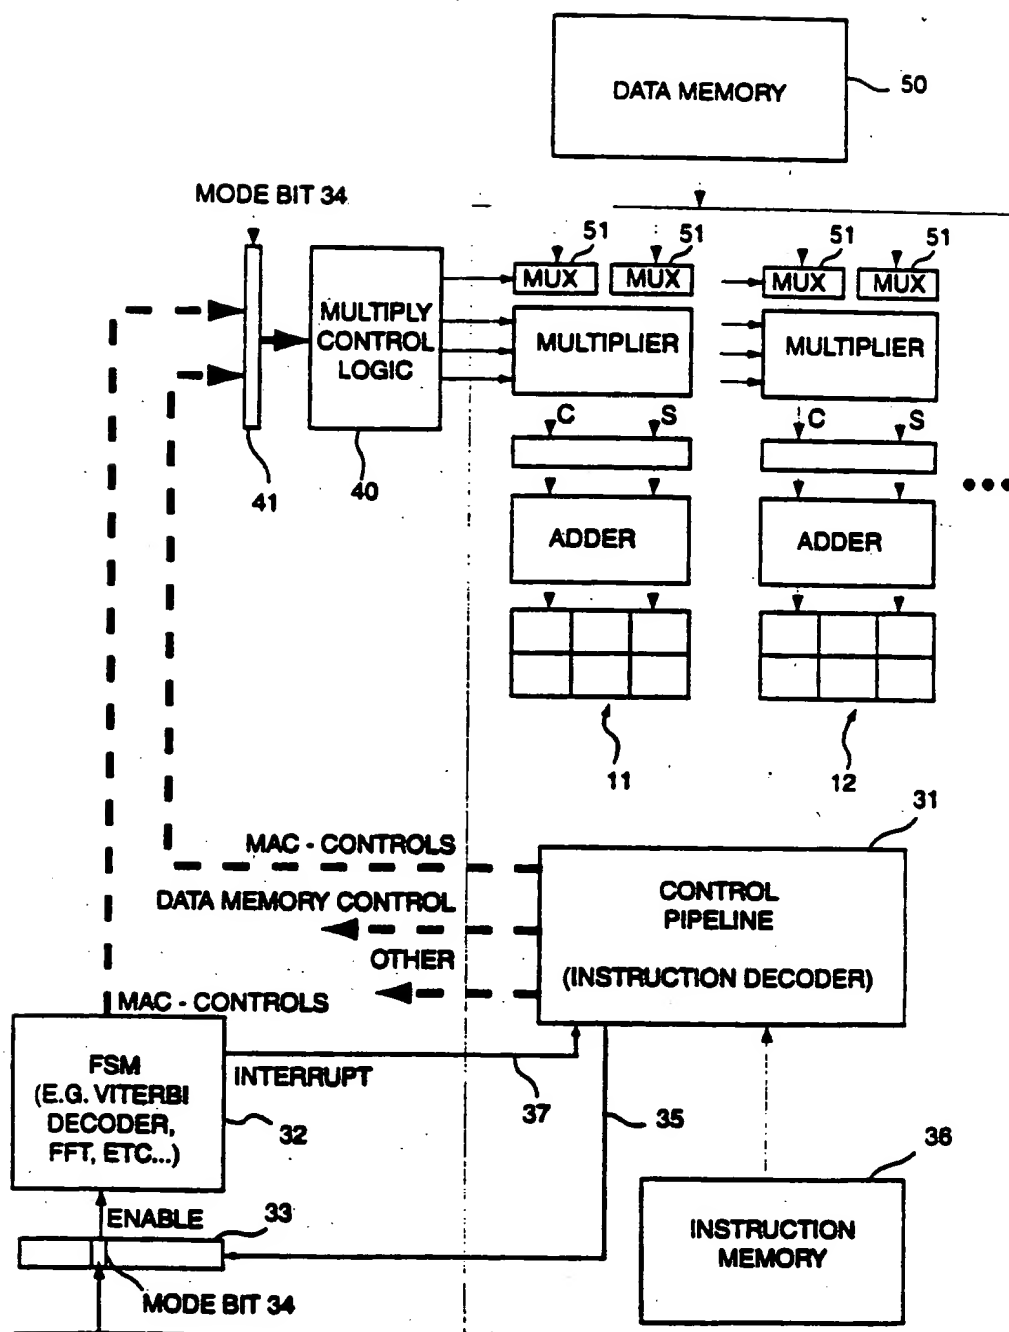 DATA MEMORY
50
MODE BIT 34
51
51
51
51
MUX
MUX
MUX
MUX
MULTIPLY
CONTROL
LOGIC
MULTIPLIER
MULTIPLIER
C
S
C
S
41
40
ADDER
ADDER
11
12
31
MAC - CONTROLS
DATA MEMORY CONTROL
OTHER
MAC - CONTROLS
CONTROL
PIPELINE
(INSTRUCTION DECODER)
FSM
(E.G. VITERBI
DECODER,
FFT, ETC...)
INTERRUPT
37
35
32
36
ENABLE
33
INSTRUCTION
MEMORY
MODE BIT 34